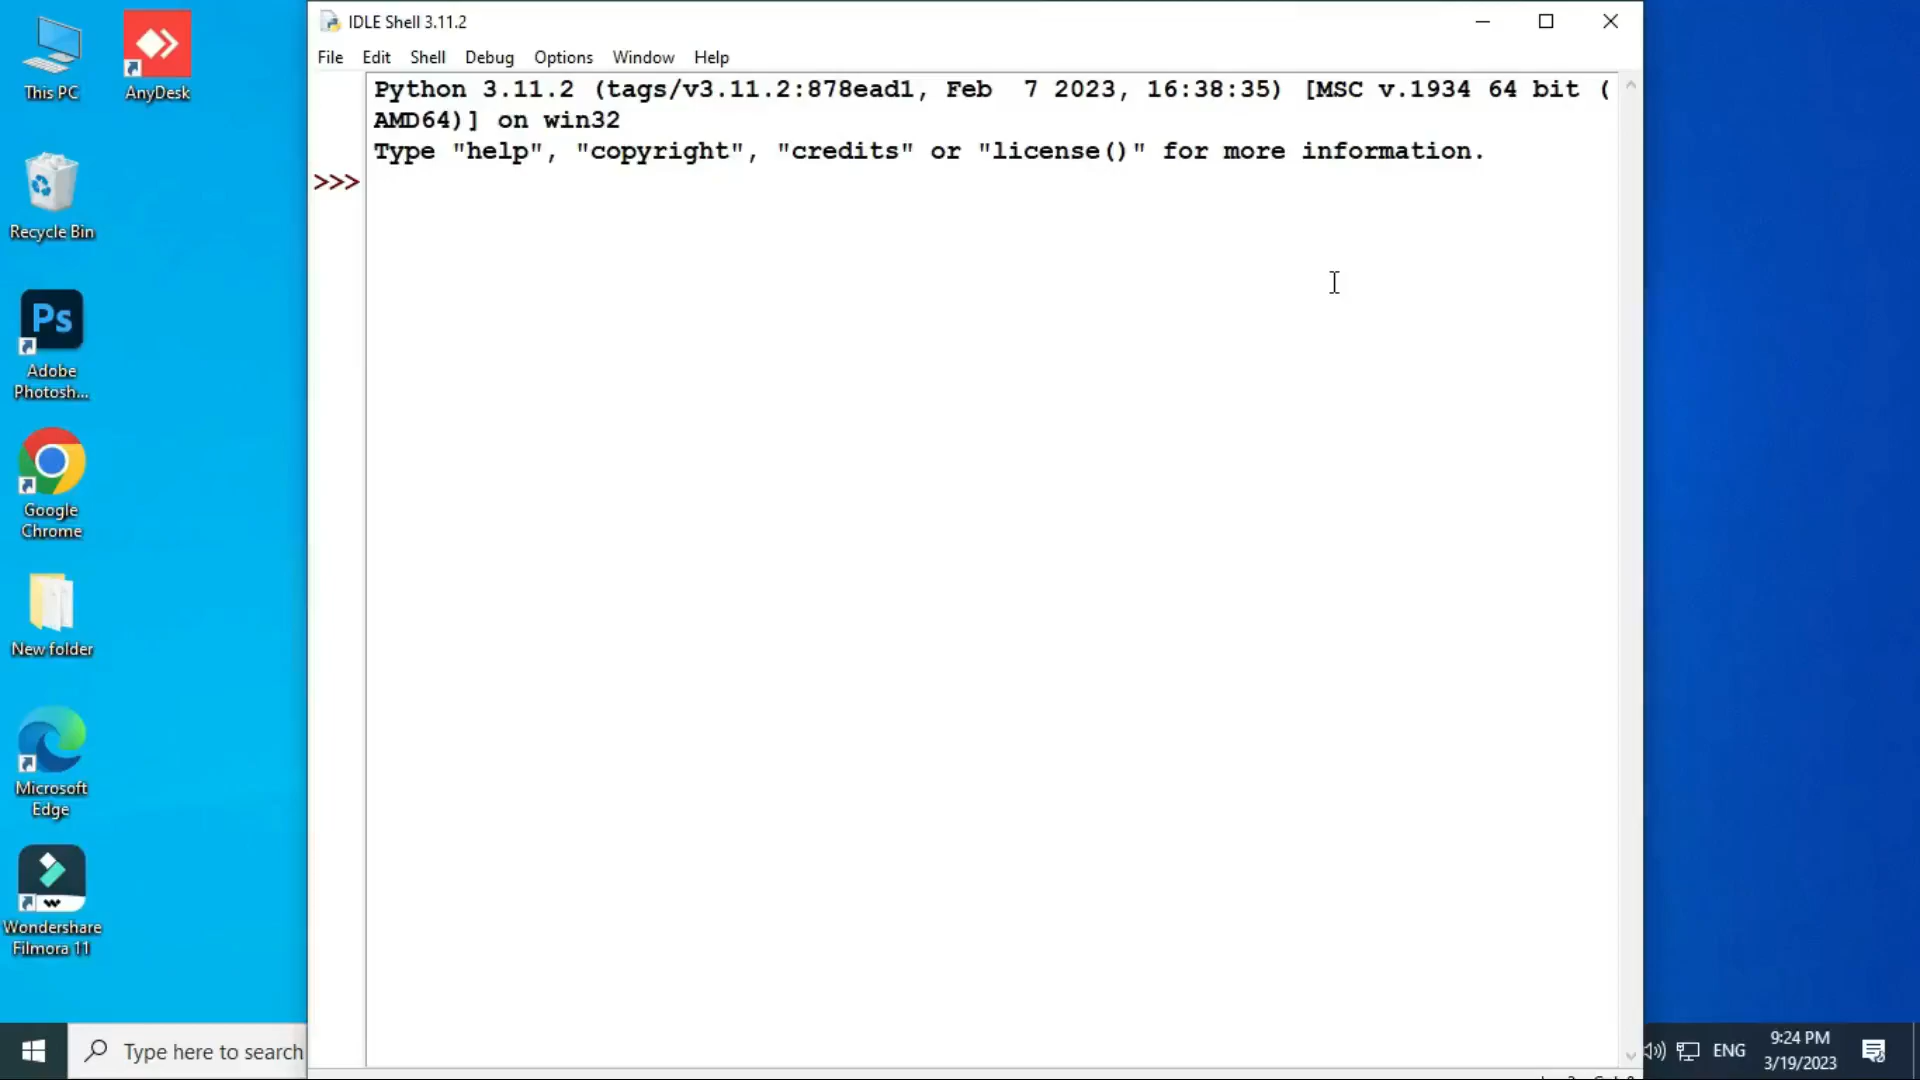 IDLE Shell 3.11.2
File Edit Shell Debug Options Window Help
Python 3.11.2 (tags/v3.11.2:878ead1, Feb  7 2023, 16:38:35) [MSC v.1934 64 bit (
AMD64)] on win32
Type "help", "copyright", "credits" or "license()" for more information.
>>>
This PC
AnyDesk
Recycle Bin
Ps
Adobe
Photosh...
Google
Chrome
New folder
Microsoft
Edge
Wondershare
Filmora 11
Type here to search
ENG
9:24 PM
3/19/2023